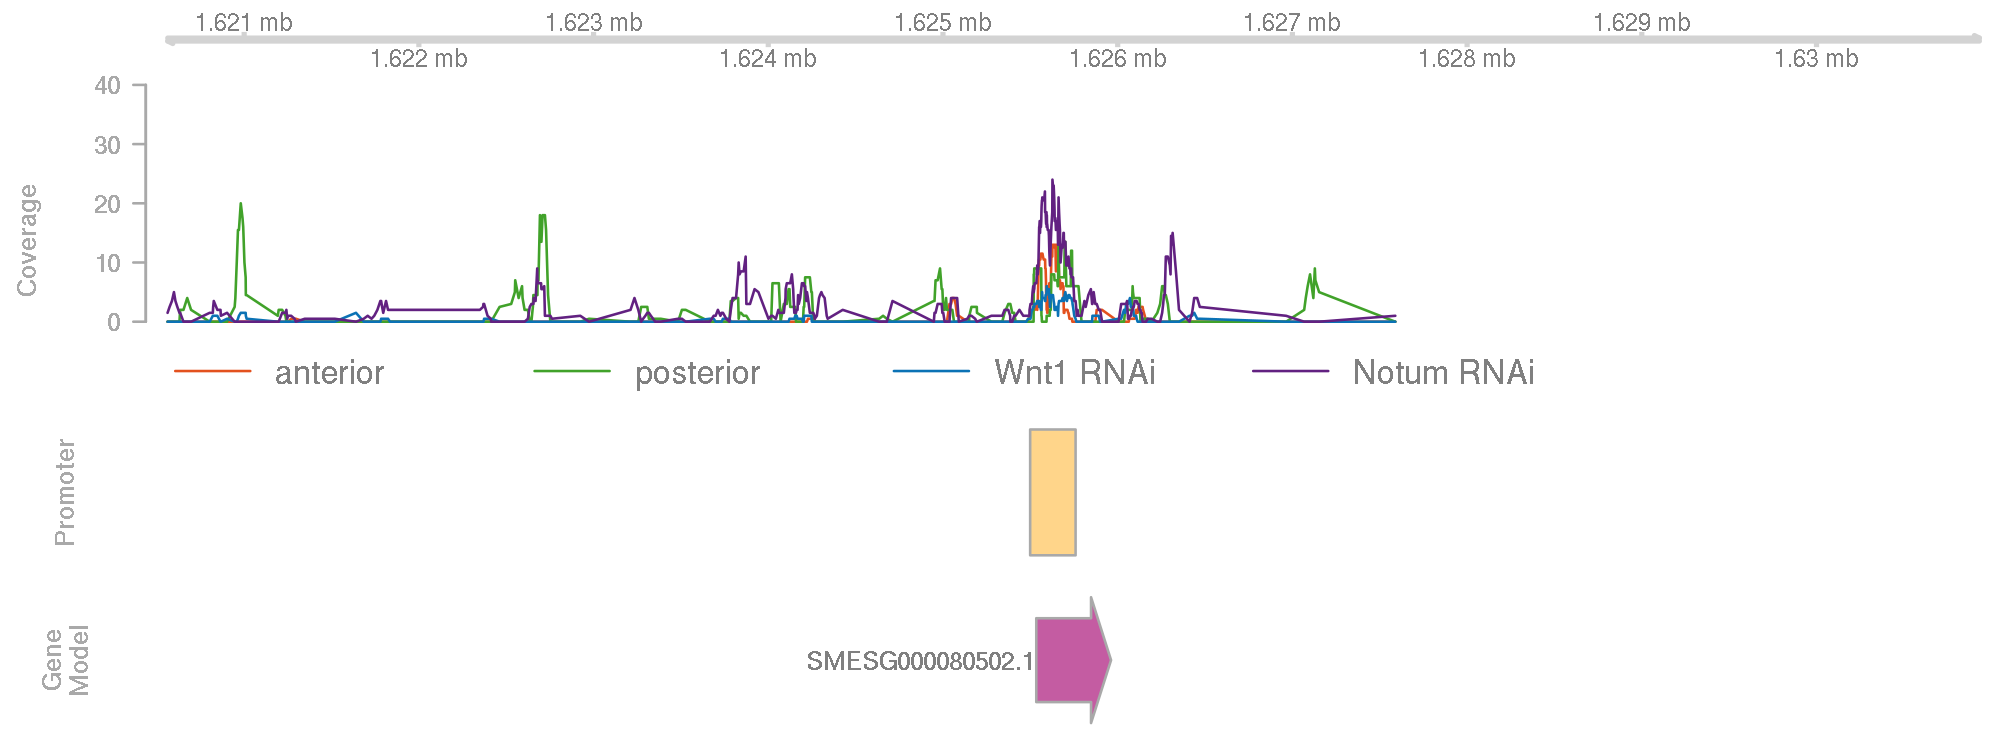 1.621 mb 1.623 mb 1.625 mb 1.627 mb 1.629 mb
1.622 mb 1.624 mb 1.626 mb 1.628 mb 1.63 mb
Coverage
40
30
20
10
0
anterior posterior Wnt1 RNAi Notum RNAi
Promoter
Gene
Model
SMESG000080502.1